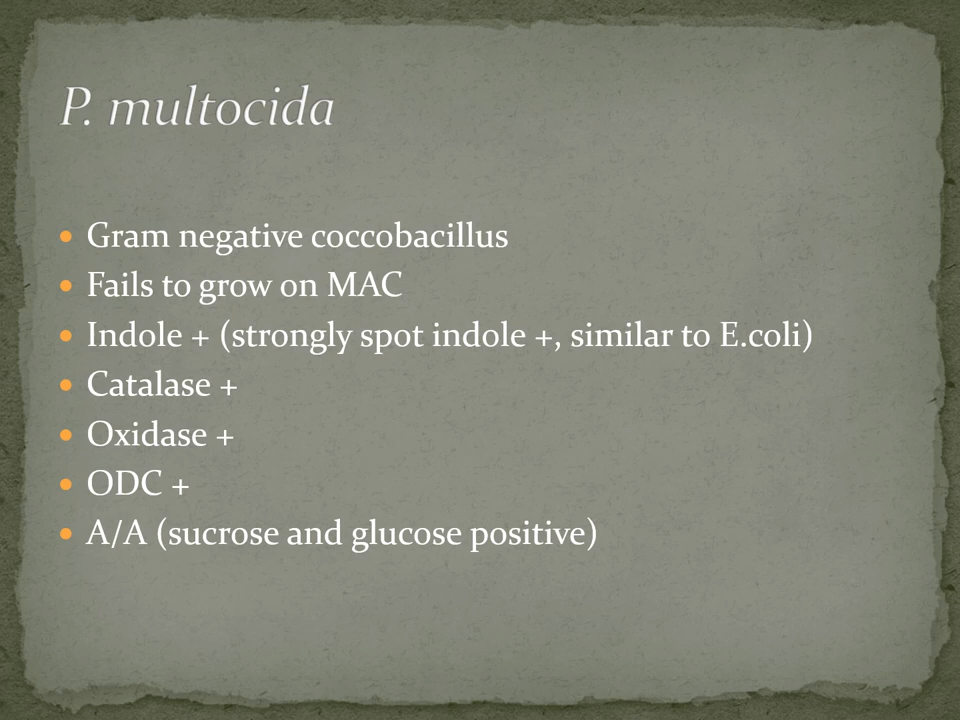 P. multocida
Gram negative coccobacillus
Fails to grow on MAC
Indole + (strongly spot indole +, similar to E.coli)
Catalase +
Oxidase +
ODC +
A/A (sucrose and glucose positive)